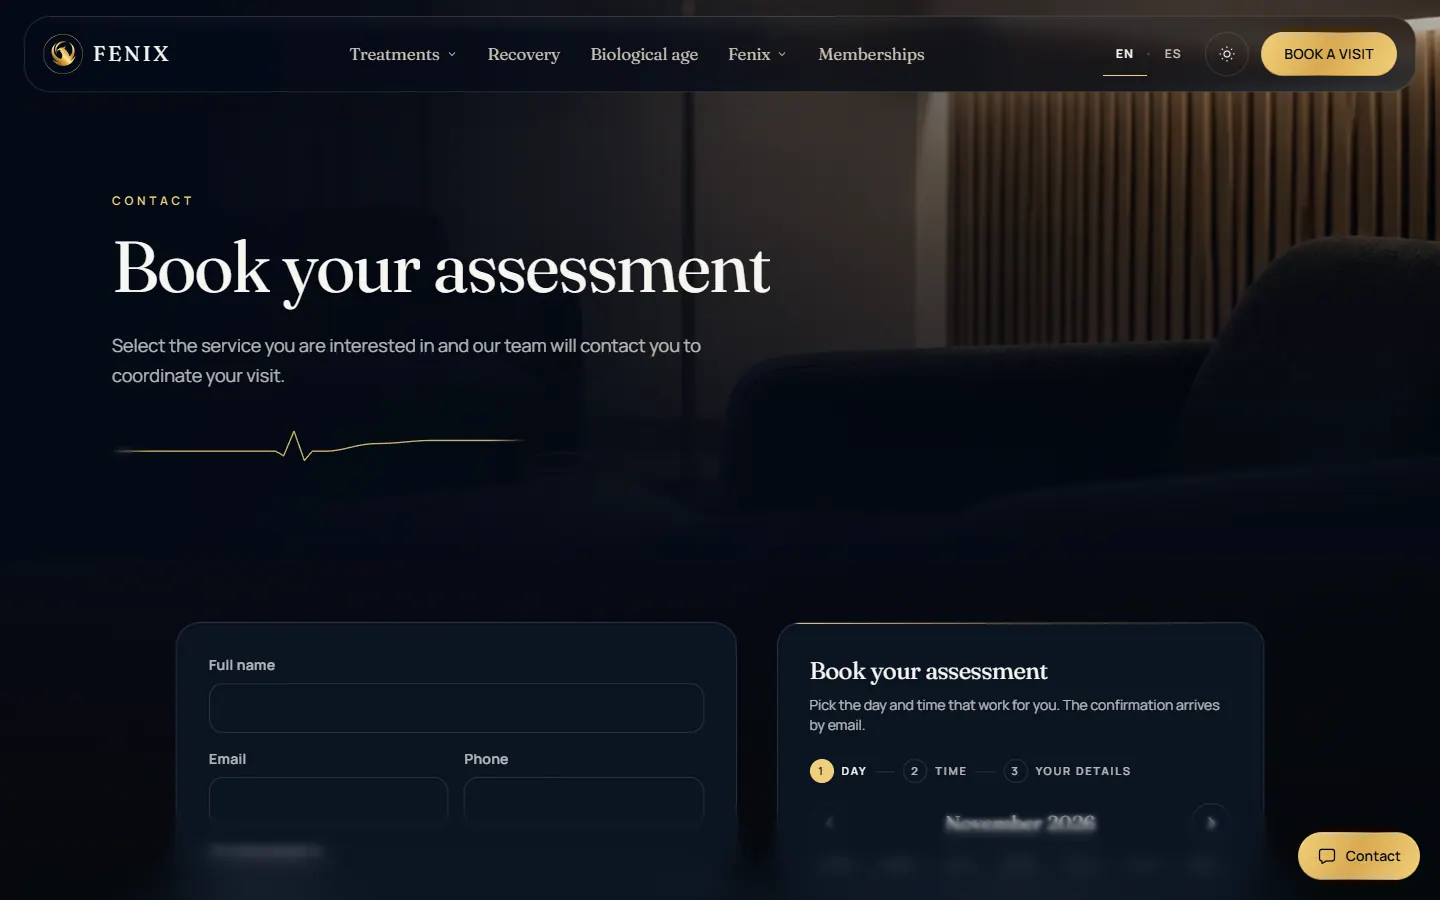 FENIX
Treatments
Recovery
Biological age
Fenix
Memberships
EN
ES
BOOK A VISIT
CONTACT
Book your assessment
Select the service you are interested in and our team will contact you to
coordinate your visit.
Full name
Email
Phone
Book your assessment
Pick the day and time that work for you. The confirmation arrives
by email.
1 DAY
2 TIME
3 YOUR DETAILS
November 2026
Contact